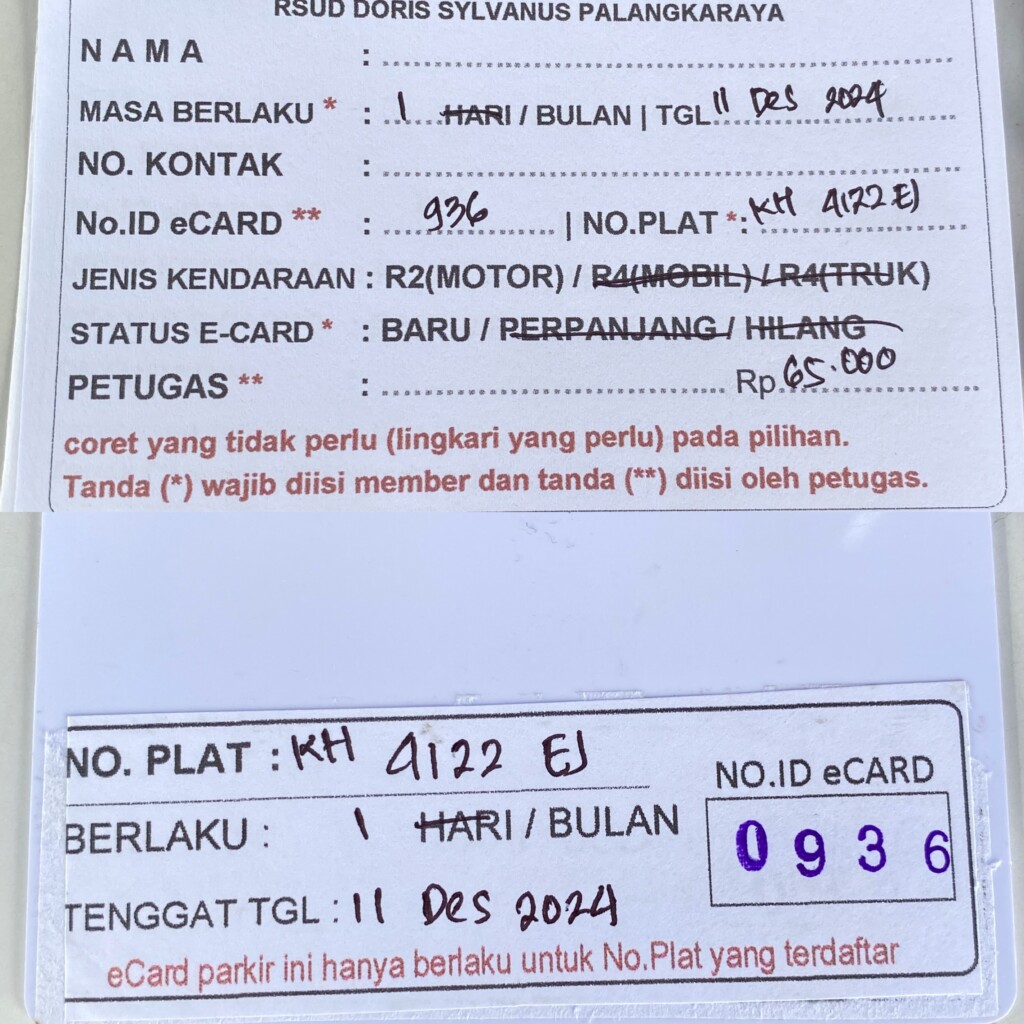 RSUD DORIS SYLVANUS PALANGKARAYA
NAMA :
MASA BERLAKU * : 1 HARI / BULAN | TGL 11 Des 2024
NO. KONTAK :
No.ID eCARD ** : 936 | NO.PLAT *: KH 4122 EJ
JENIS KENDARAAN : R2(MOTOR) / R4(MOBIL) / R4(TRUK)
STATUS E-CARD * : BARU / PERPANJANG / HILANG
PETUGAS ** : Rp 65.000
coret yang tidak perlu (lingkari yang perlu) pada pilihan.
Tanda (*) wajib diisi member dan tanda (**) diisi oleh petugas.
NO. PLAT : KH 4122 EJ
NO.ID eCARD
BERLAKU : 1 HARI / BULAN
0936
TENGGAT TGL : 11 Des 2024
eCard parkir ini hanya berlaku untuk No.Plat yang terdaftar